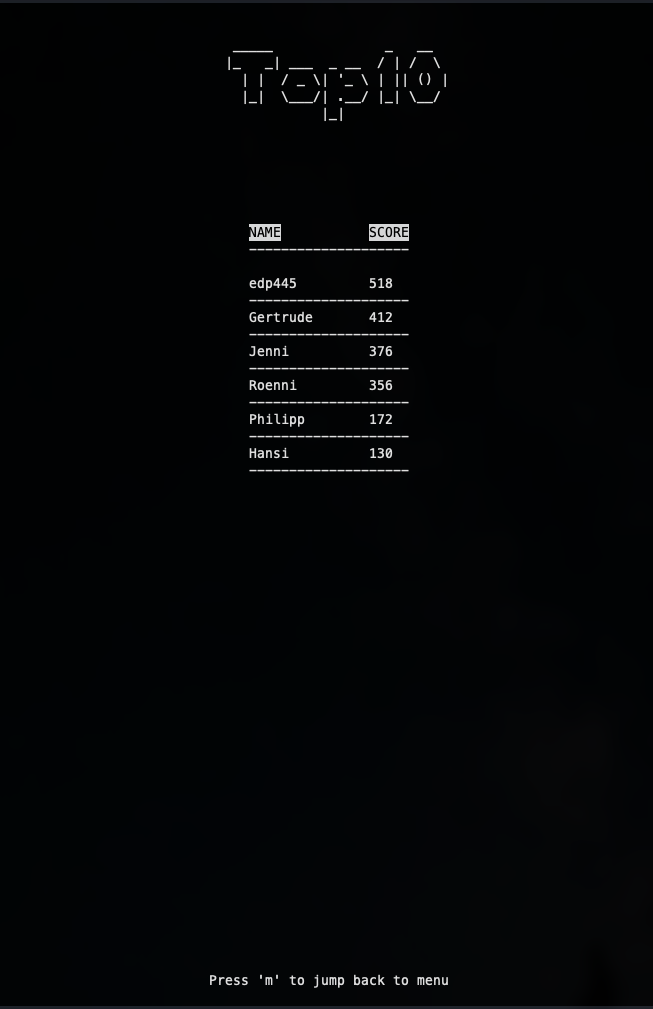 Top10
NAME SCORE
edp445 518
Gertrude 412
Jenni 376
Roenni 356
Philipp 172
Hansi 130
Press 'm' to jump back to menu